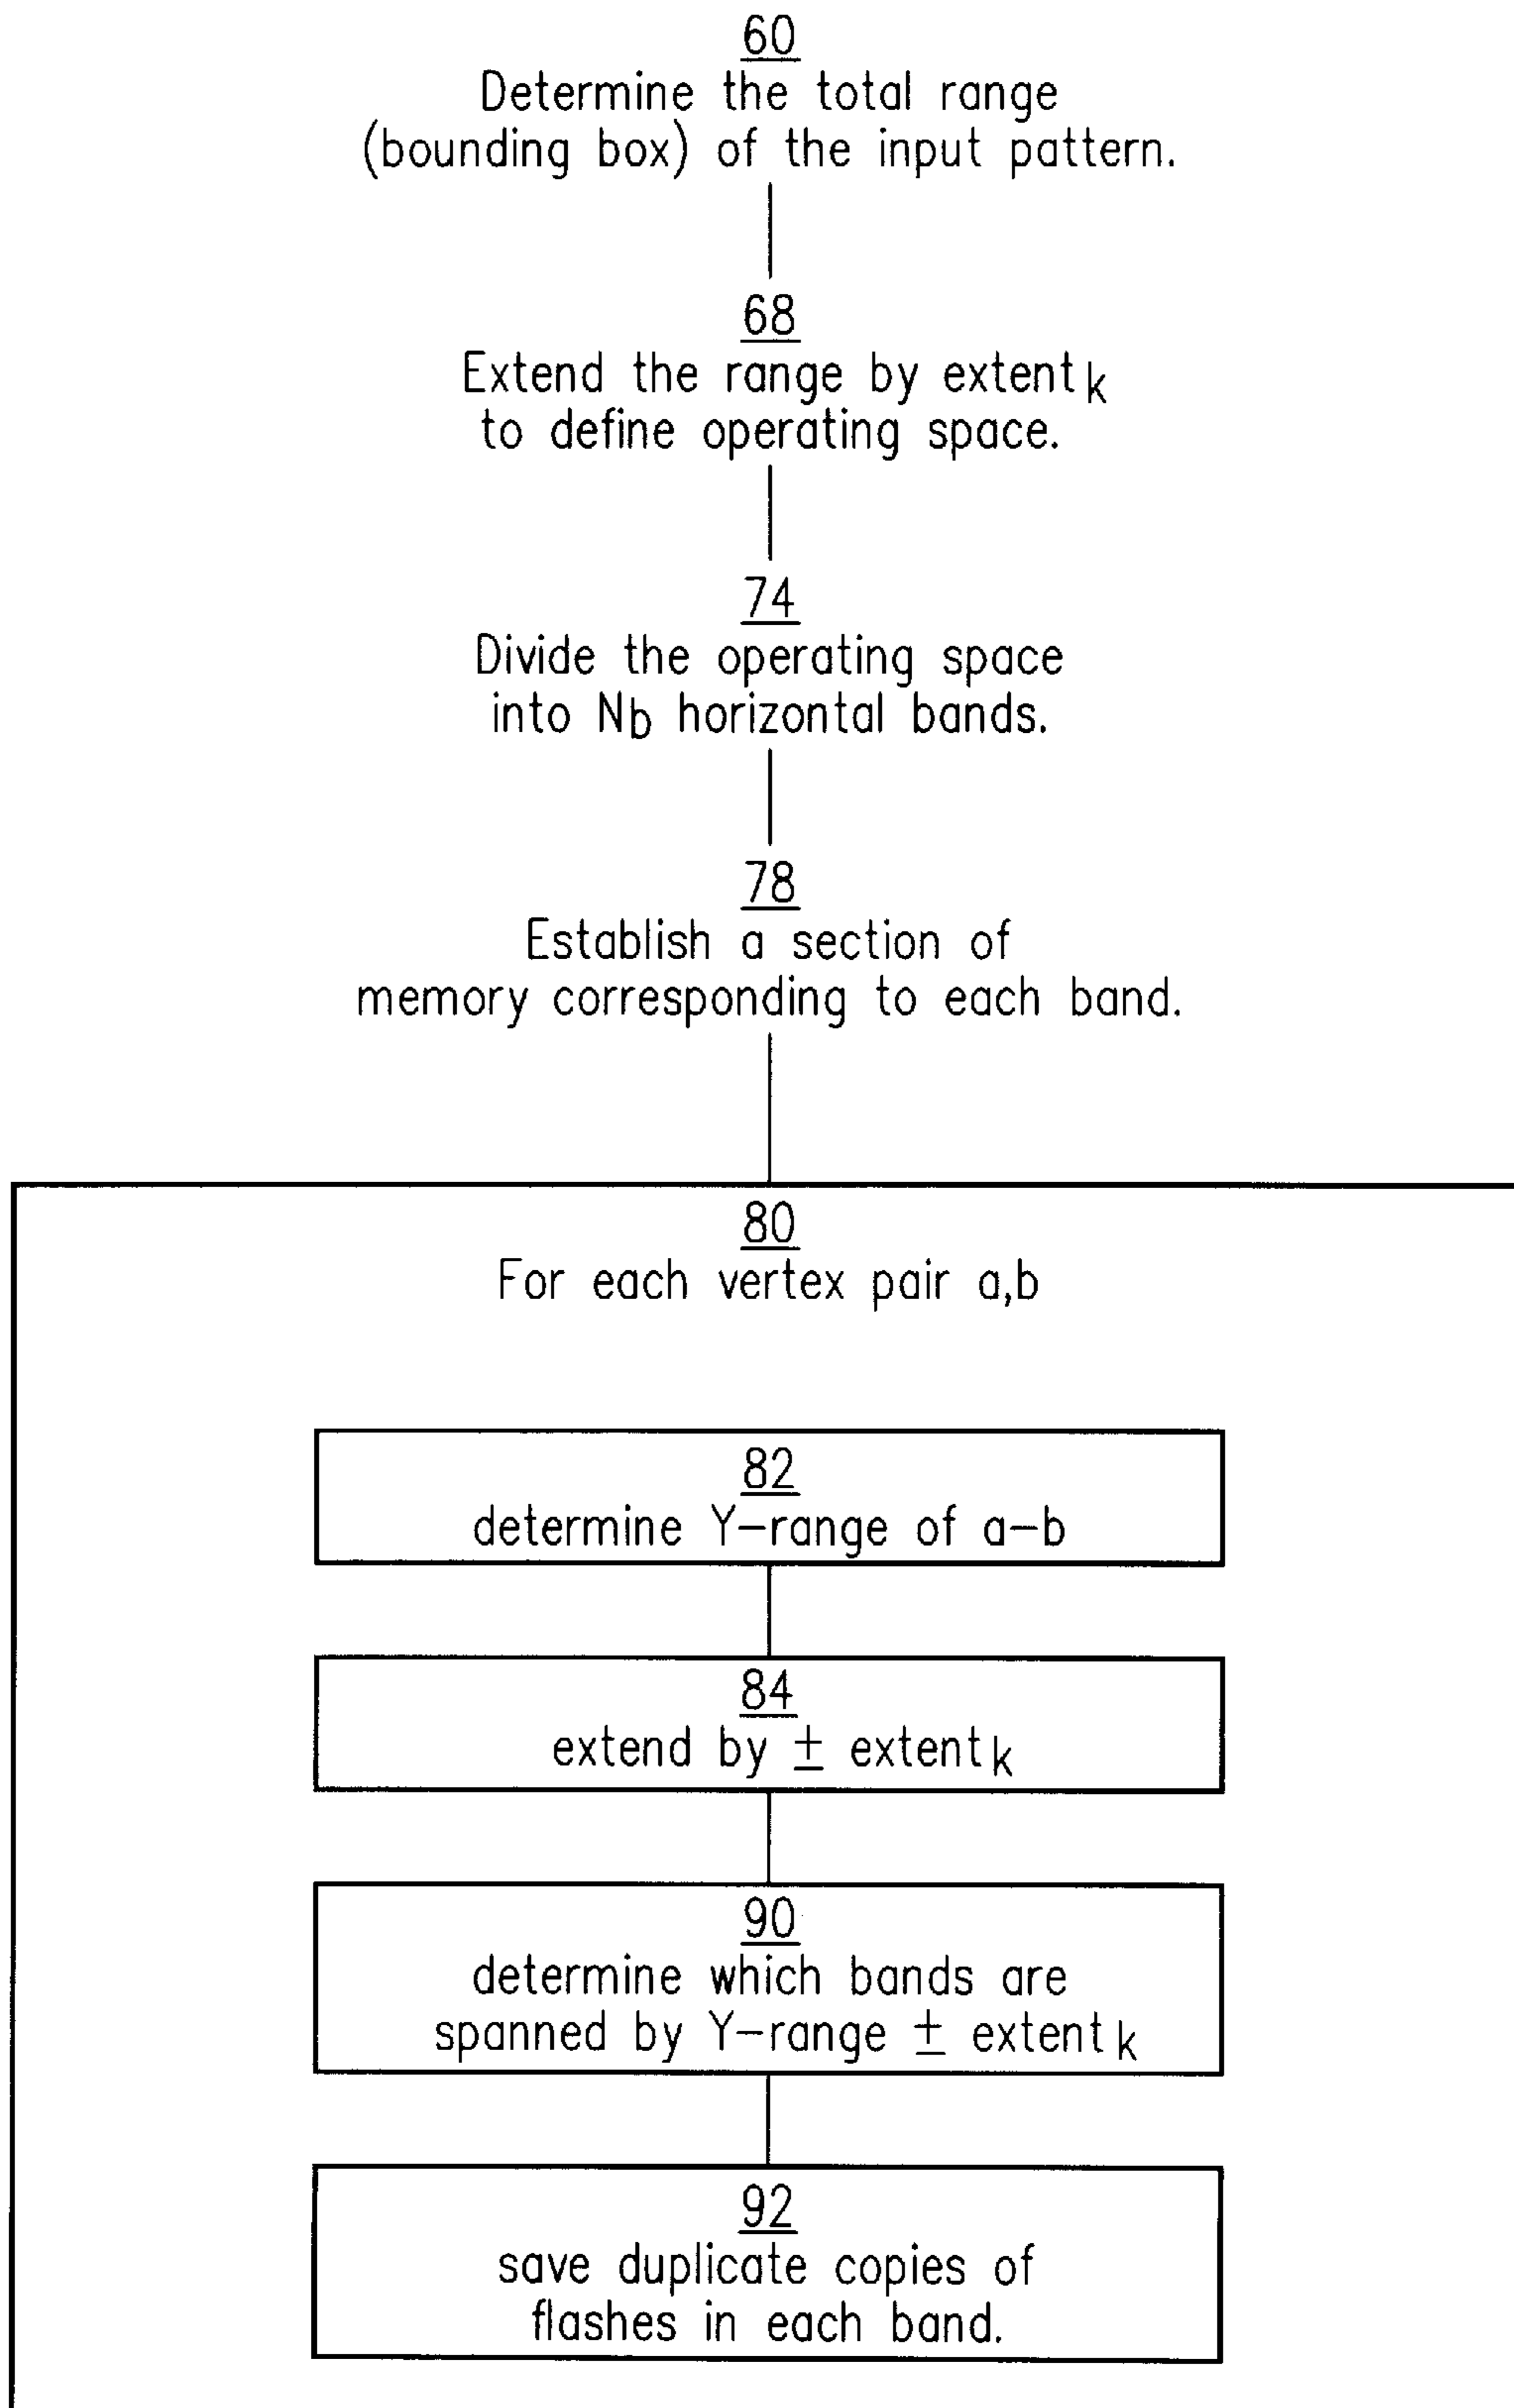 60
Determine the total range
(bounding box) of the input pattern.
68
Extend the range by extent k
to define operating space.
74
Divide the operating space
into Nb horizontal bands.
78
Establish a section of
memory corresponding to each band.
80
For each vertex pair a,b
82
determine Y-range of a-b
84
extend by ± extent k
90
determine which bands are
spanned by Y-range ± extent k
92
save duplicate copies of
flashes in each band.